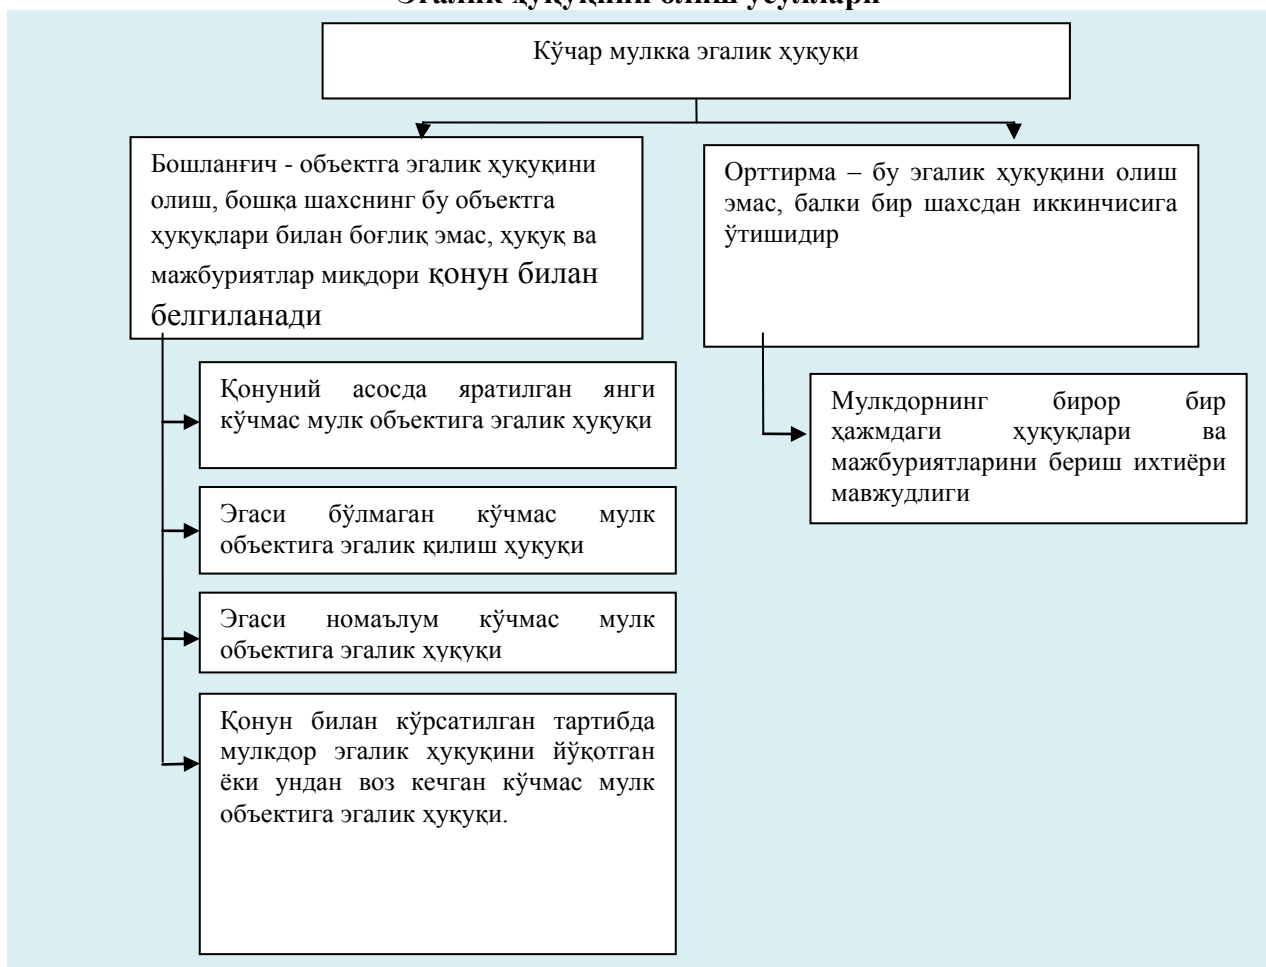 Эгалик ҳуқуқини олиш усуллари
Кўчар мулкка эгалик ҳуқуқи
Бошланғич - объектга эгалик ҳуқуқини
олиш, бошқа шахснинг бу объектга
ҳуқуқлари билан боғлиқ эмас, ҳуқуқ ва
мажбуриятлар миқдори қонун билан
белгиланади
Орттирма – бу эгалик ҳуқуқини олиш
эмас, балки бир шахсдан иккинчисига
ўтишидир
Қонуний асосда яратилган янги
кўчмас мулк объектига эгалик ҳуқуқи
Эгаси бўлмаган кўчмас мулк
объектига эгалик қилиш ҳуқуқи
Эгаси номаълум кўчмас мулк
объектига эгалик ҳуқуқи
Қонун билан кўрсатилган тартибда
мулкдор эгалик ҳуқуқини йўқотган
ёки ундан воз кечган кўчмас мулк
объектига эгалик ҳуқуқи.
Мулкдорнинг бирор бир
ҳажмдаги ҳуқуқлари ва
мажбуриятларини бериш ихтиёри
мавжудлиги